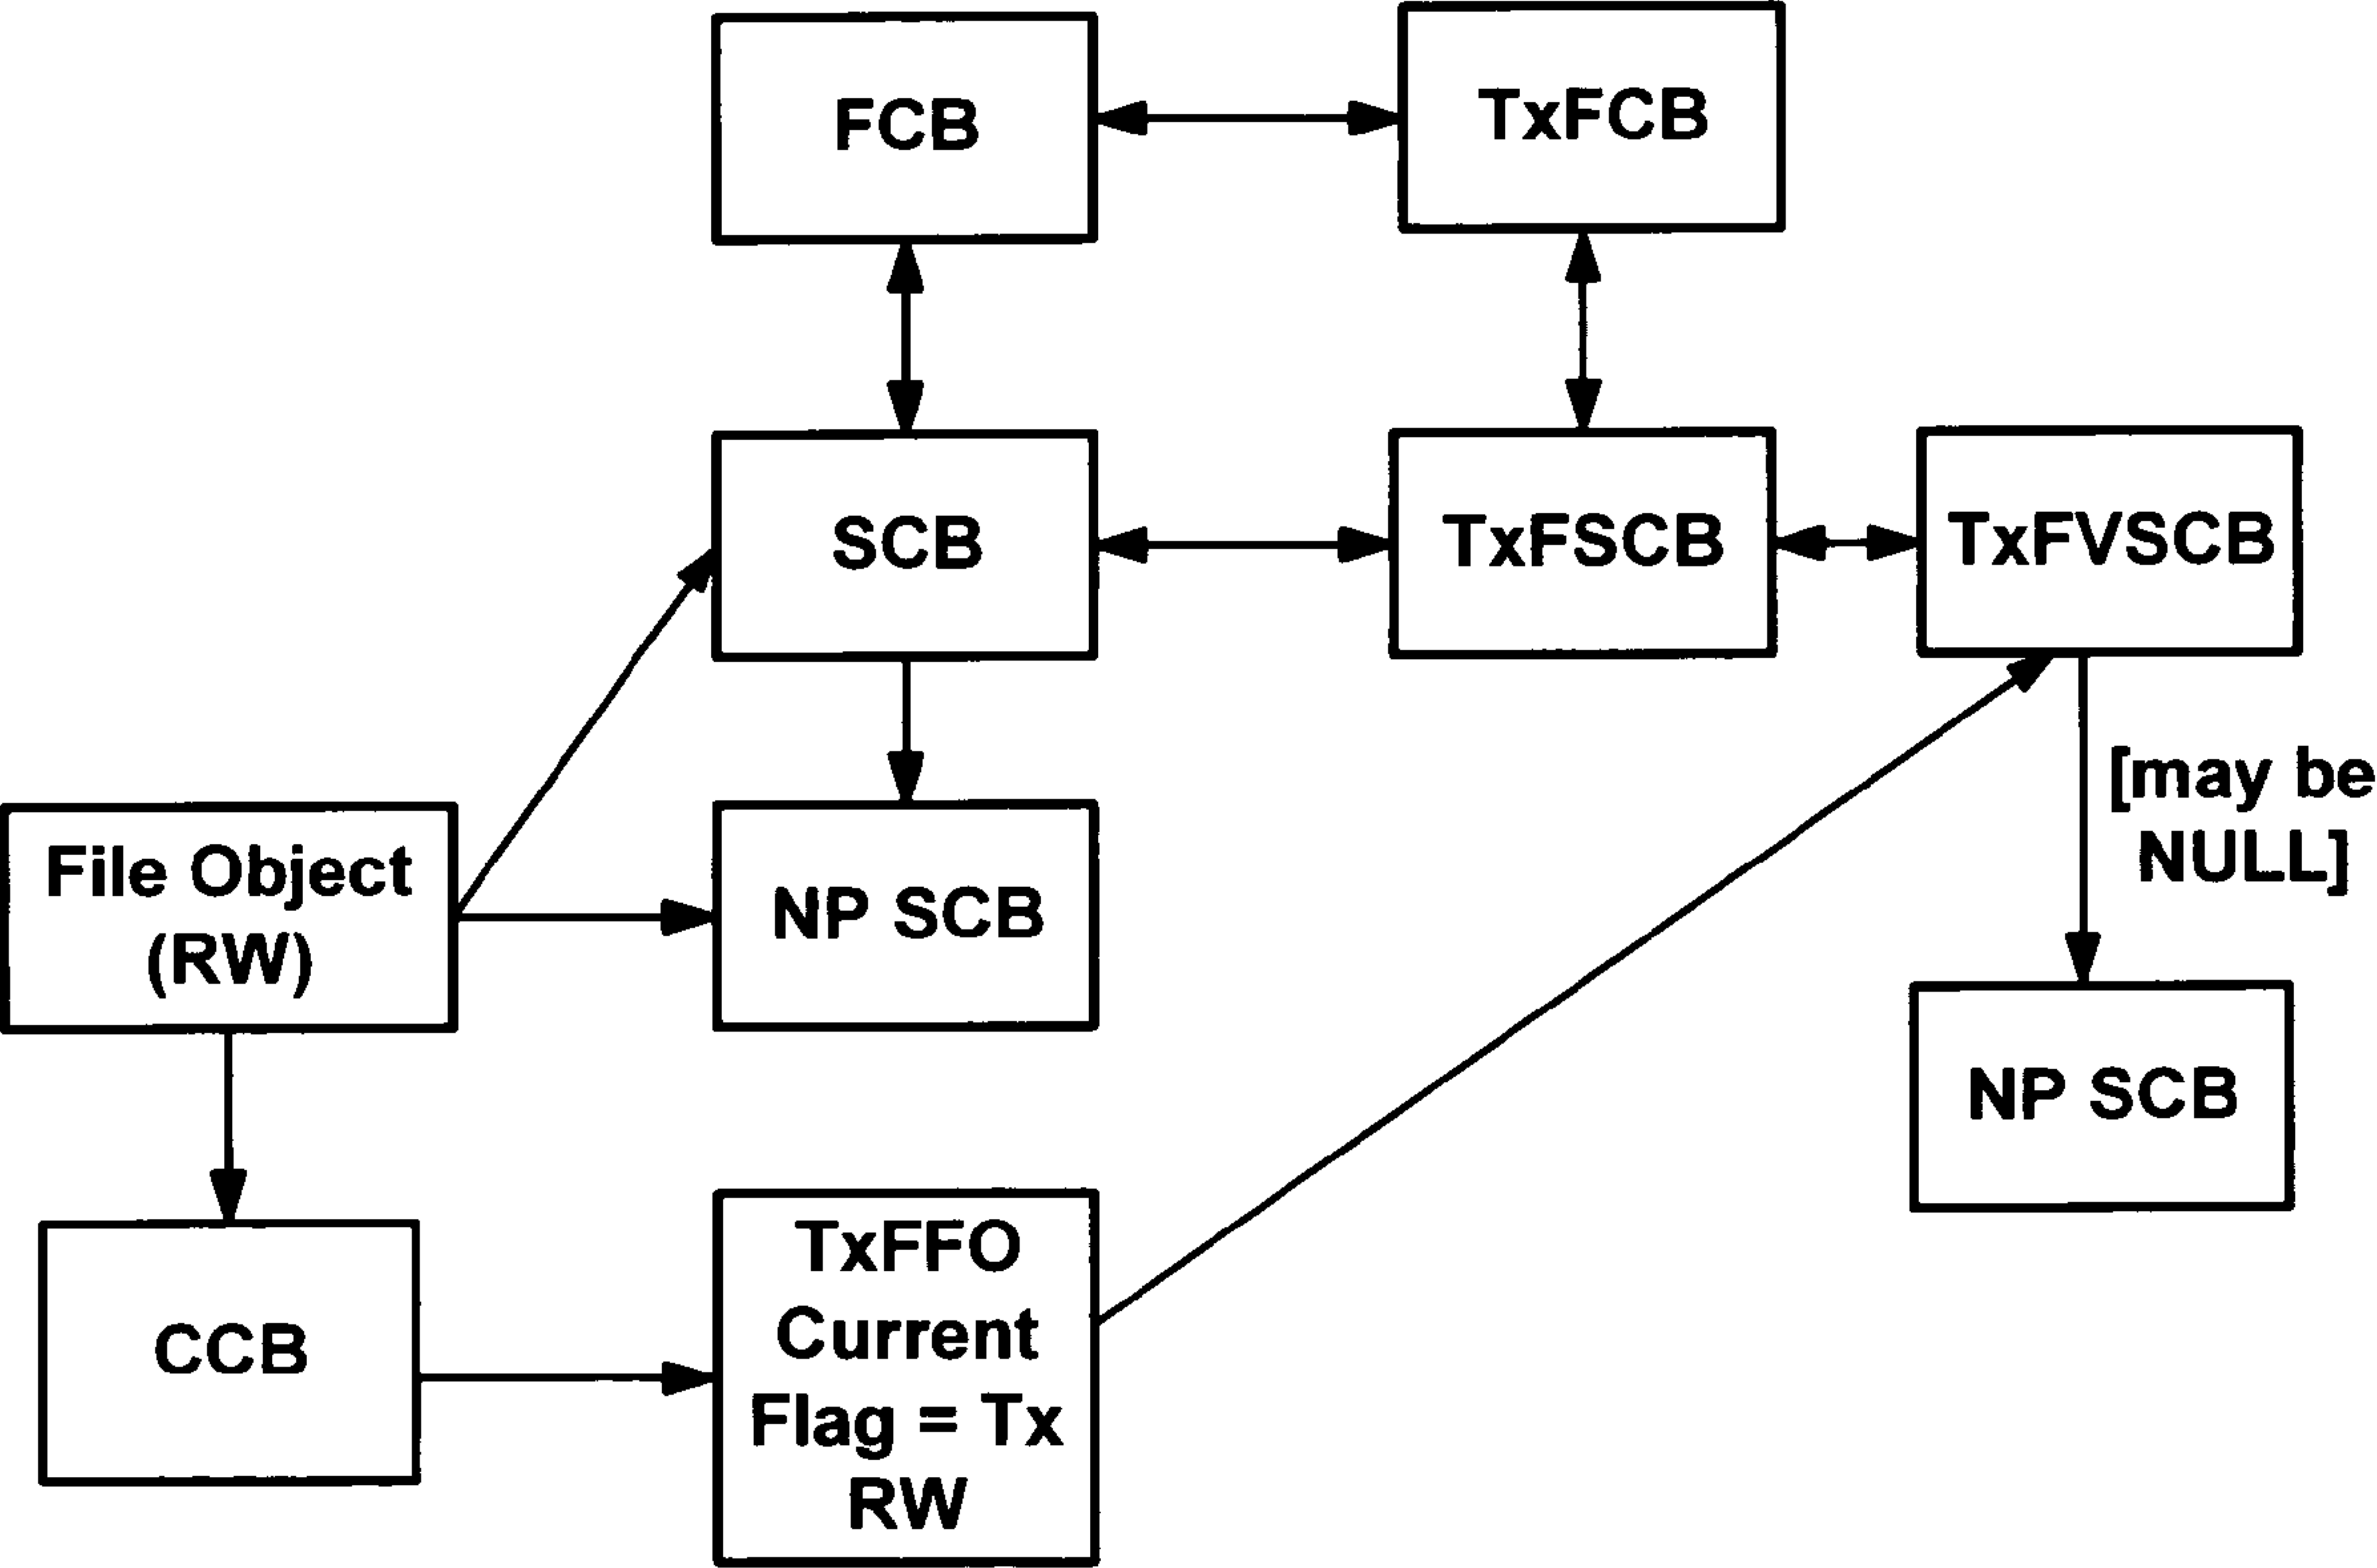 FCB
TxFCB
SCB
TxFSCB
TxFVSCB
[may be
NULL]
File Object
(RW)
NP SCB
NP SCB
CCB
TxFFO
Current
Flag = Tx
RW